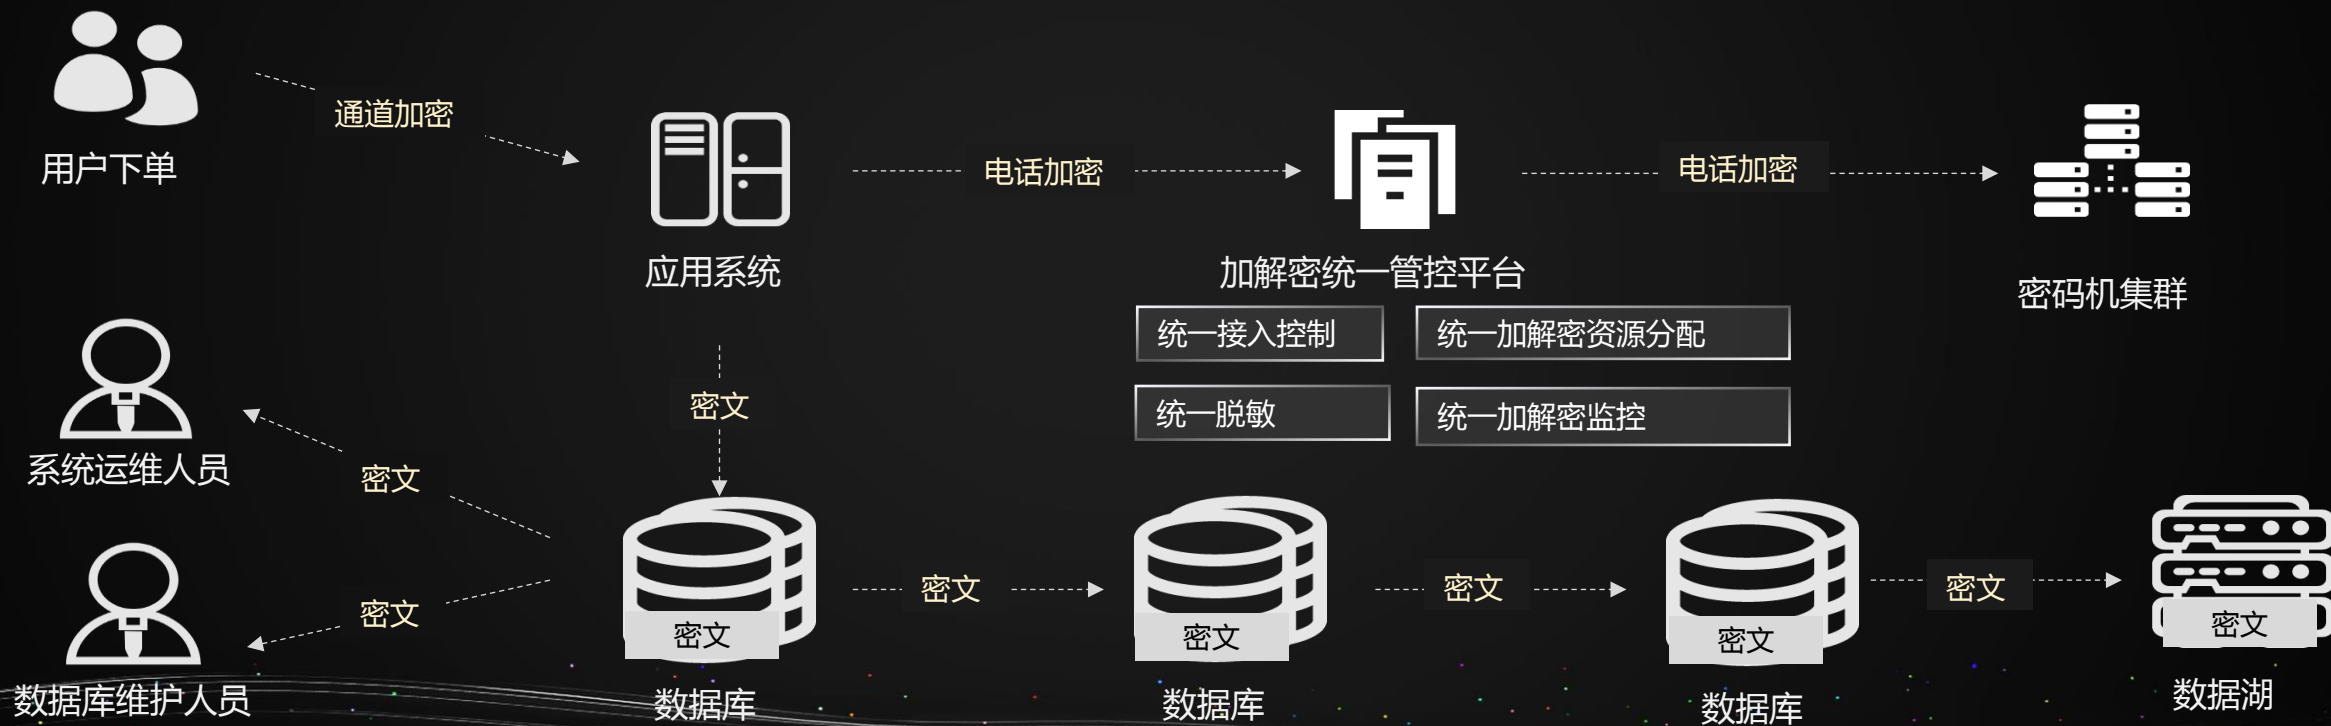 用户下单
通道加密
应用系统
电话加密
加解密统一管控平台
电话加密
密码机集群
统一接入控制
统一加解密资源分配
统一脱敏
统一加解密监控
系统运维人员
密文
密文
数据库维护人员
密文
密文
数据库
密文
密文
数据库
密文
密文
数据库
密文
密文
数据湖